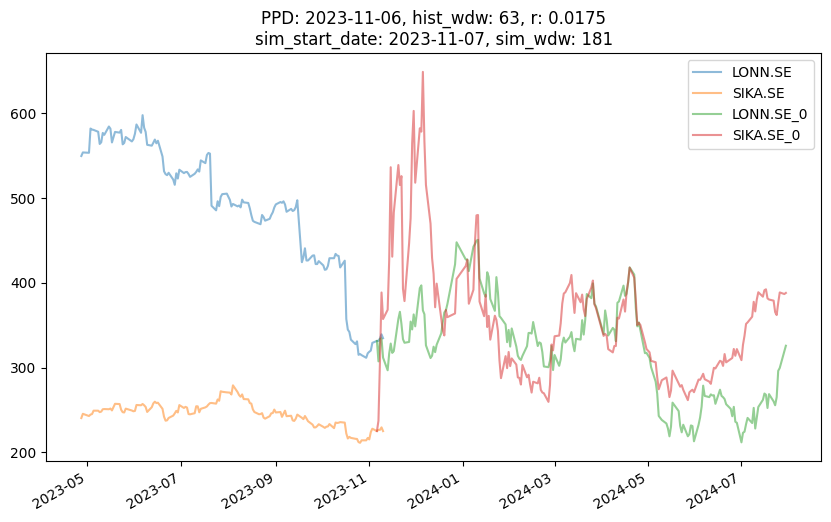 PPD: 2023-11-06, hist_wdw: 63, r: 0.0175
sim_start_date: 2023-11-07, sim_wdw: 181
LONN.SE
SIKA.SE
LONN.SE_0
SIKA.SE_0
600
500
400
300
200
2023-05
2023-07
2023-09
2023-11
2024-01
2024-03
2024-05
2024-07